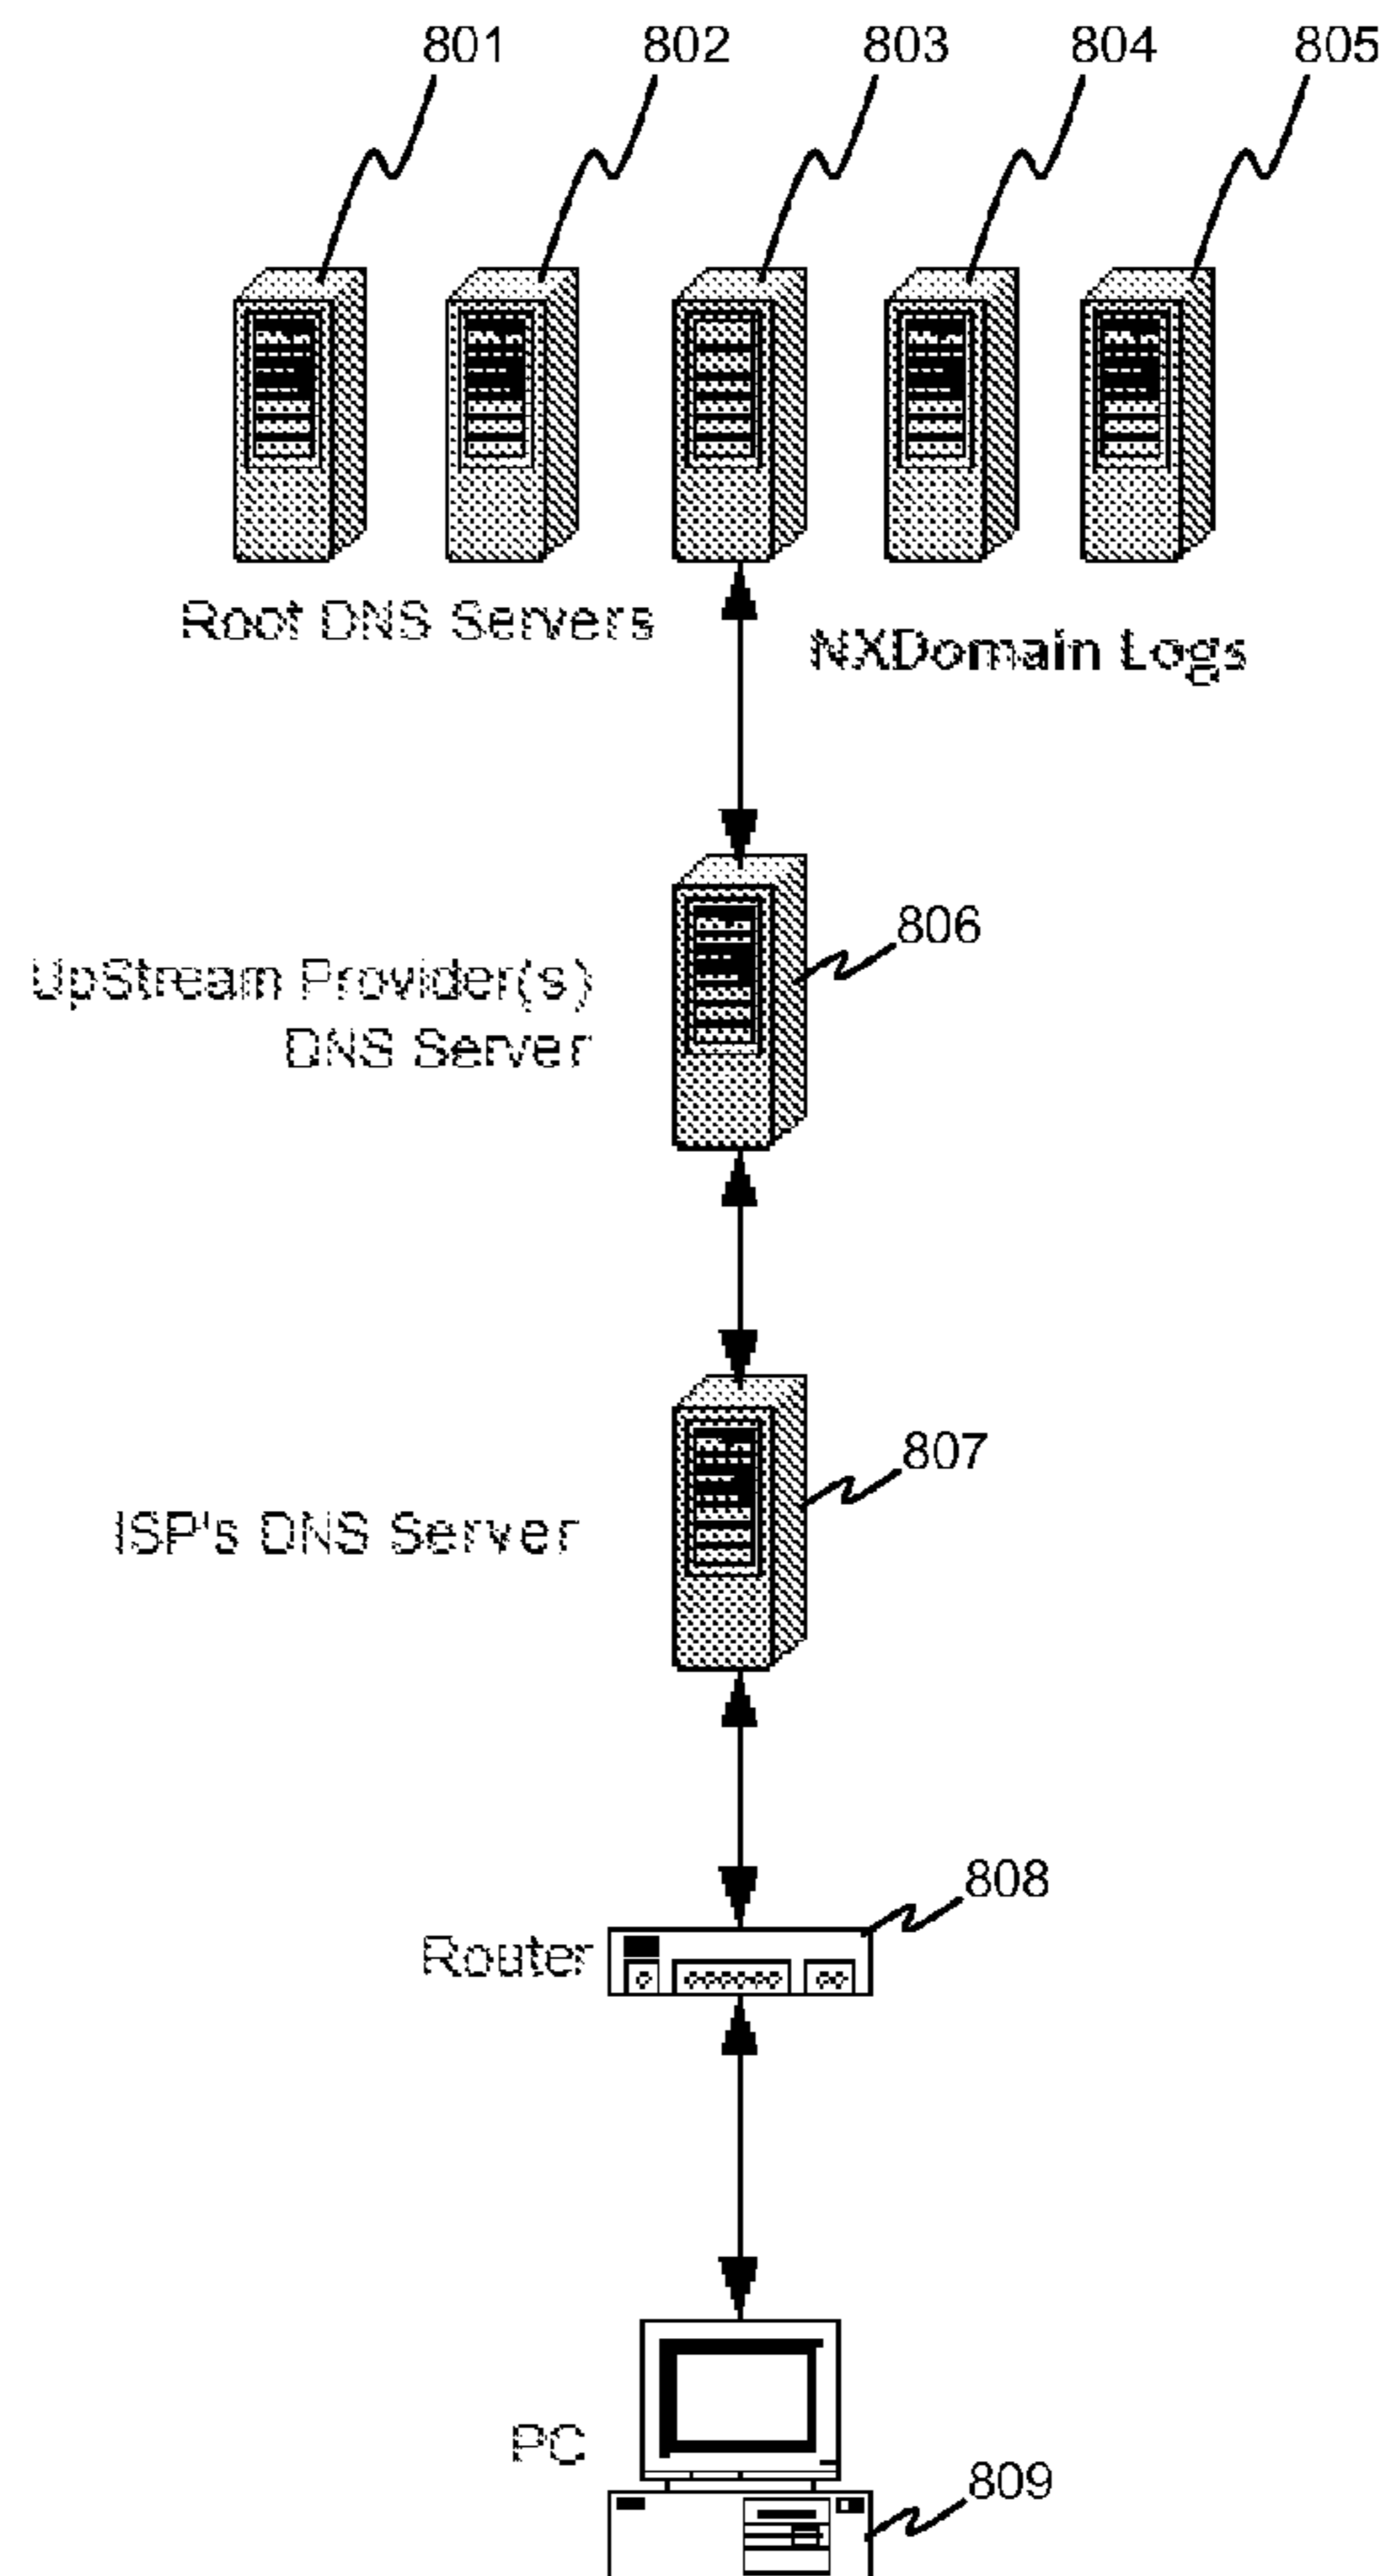 801
802
803
804
805
Root DNS Servers
NXDomain Logs
806
UpStream Provider(s)
DNS Server
807
ISP's DNS Server
808
Router
PC
809